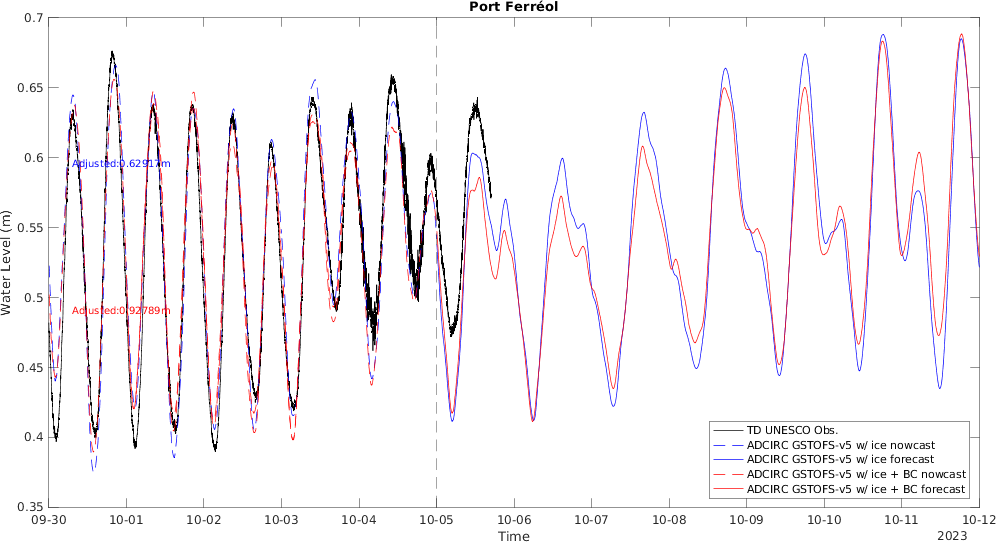 Port Ferréol
0.7
0.65
0.6
0.55
0.5
0.45
0.4
0.35
Water Level (m)
Adjusted:0.62917m
Adjusted:0.92789m
TD UNESCO Obs.
ADCIRC GSTOFS-v5 w/ ice nowcast
ADCIRC GSTOFS-v5 w/ ice forecast
ADCIRC GSTOFS-v5 w/ ice + BC nowcast
ADCIRC GSTOFS-v5 w/ ice + BC forecast
09-30 10-01 10-02 10-03 10-04 10-05 10-06 10-07 10-08 10-09 10-10 10-11 10-12
Time
2023